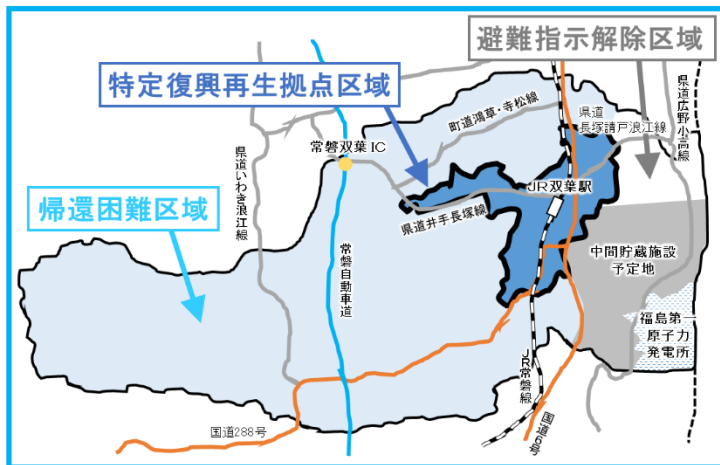 避難指示解除区域
特定復興再生拠点区域
県道広野小高線
町道鴻草・寺松線
県道
長塚請戸浪江線
常磐双葉IC
県道いわき浪江線
JR双葉駅
帰還困難区域
県道井手長塚線
中間貯蔵施設
予定地
常磐自動車道
福島第一
原子力
発電所
JR常磐線
国道6号
国道288号